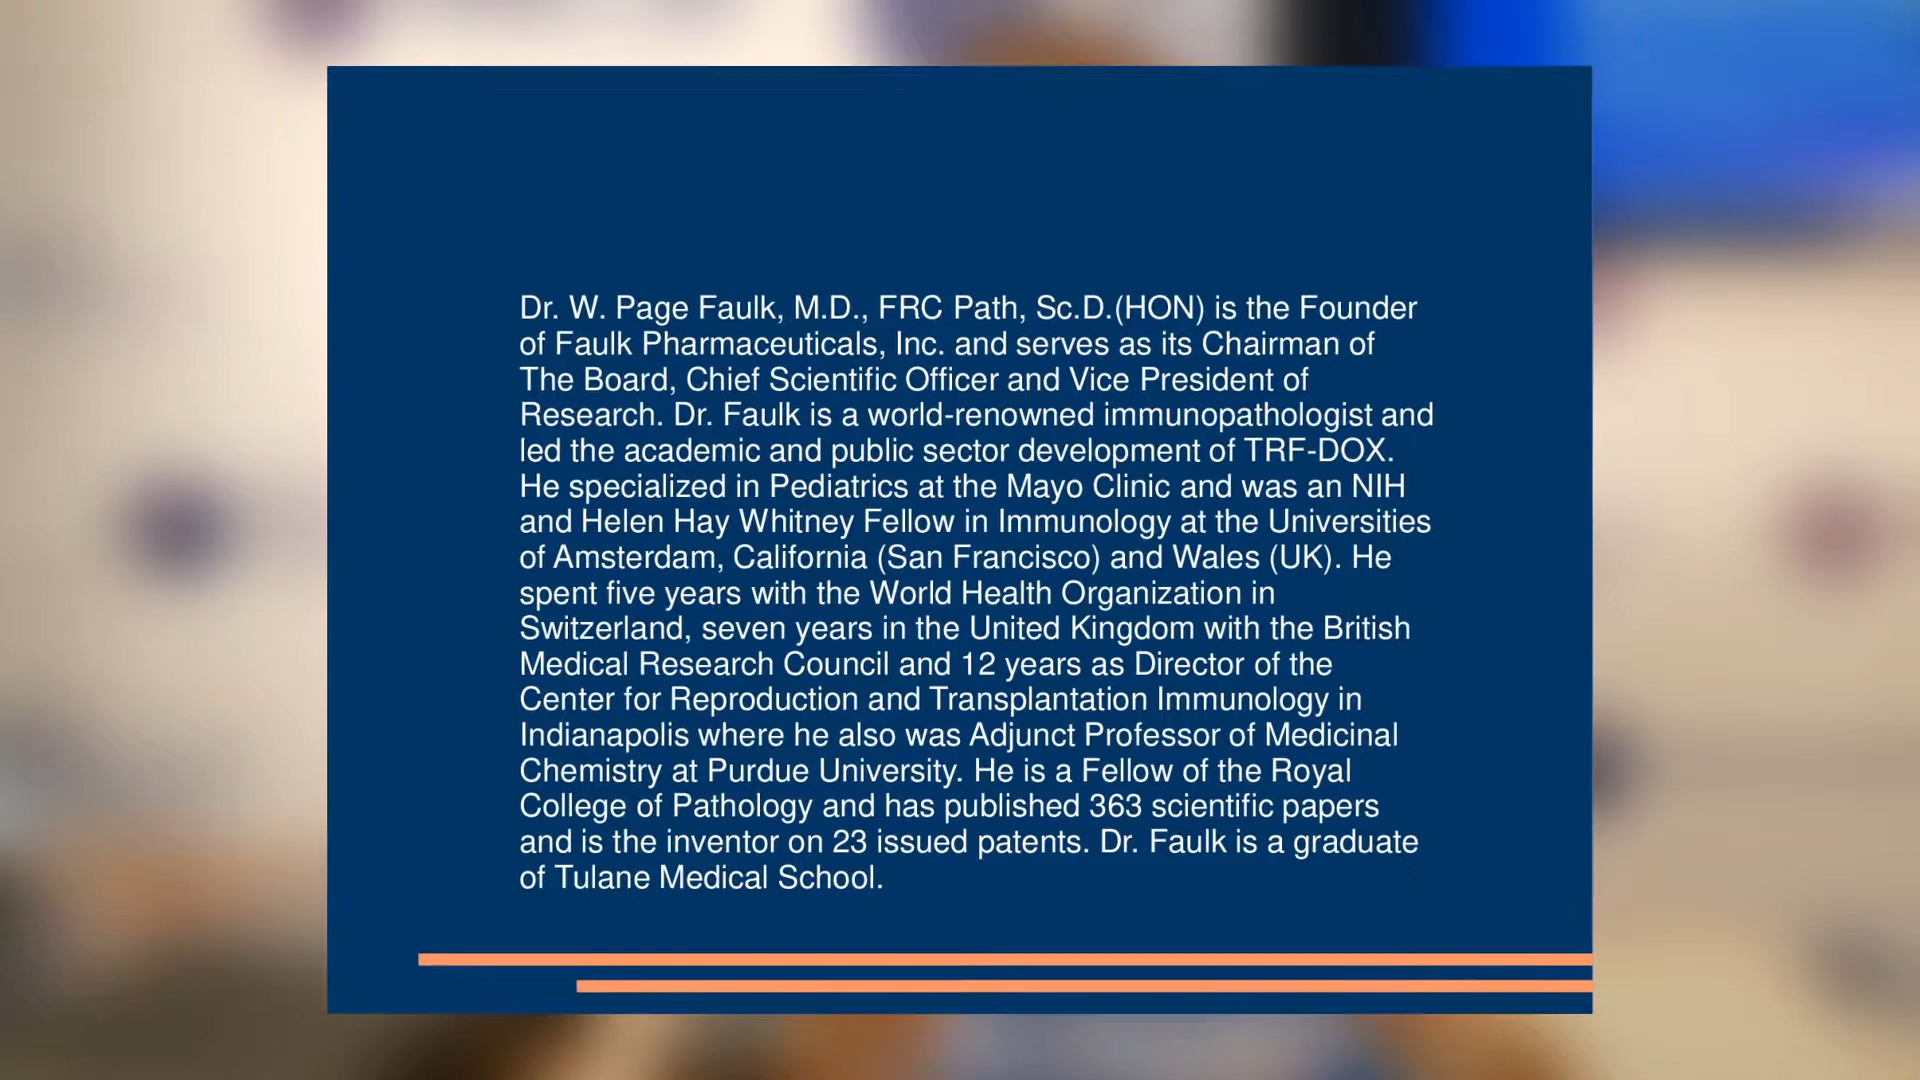 Dr. W. Page Faulk, M.D., FRC Path, Sc.D.(HON) is the Founder
of Faulk Pharmaceuticals, Inc. and serves as its Chairman of
The Board, Chief Scientific Officer and Vice President of
Research. Dr. Faulk is a world-renowned immunopathologist and
led the academic and public sector development of TRF-DOX.
He specialized in Pediatrics at the Mayo Clinic and was an NIH
and Helen Hay Whitney Fellow in Immunology at the Universities
of Amsterdam, California (San Francisco) and Wales (UK). He
spent five years with the World Health Organization in
Switzerland, seven years in the United Kingdom with the British
Medical Research Council and 12 years as Director of the
Center for Reproduction and Transplantation Immunology in
Indianapolis where he also was Adjunct Professor of Medicinal
Chemistry at Purdue University. He is a Fellow of the Royal
College of Pathology and has published 363 scientific papers
and is the inventor on 23 issued patents. Dr. Faulk is a graduate
of Tulane Medical School.